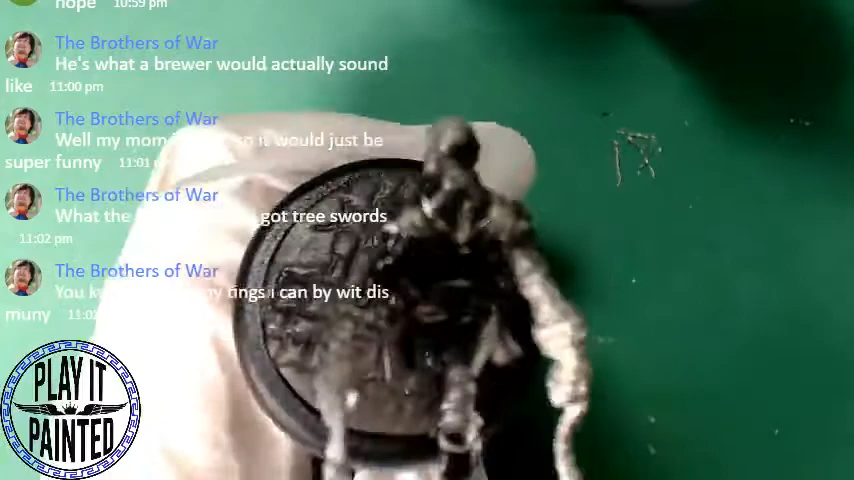 nope 10:59 pm
The Brothers of War
He's what a brewer would actually sound
like 11:00 pm
The Brothers of War
Well my mom it would just be
super funny 11:01
The Brothers of War
What the got tree swords
11:02 pm
The Brothers of War
You tings i can by wit dis
muny
PLAY IT
PAINTED